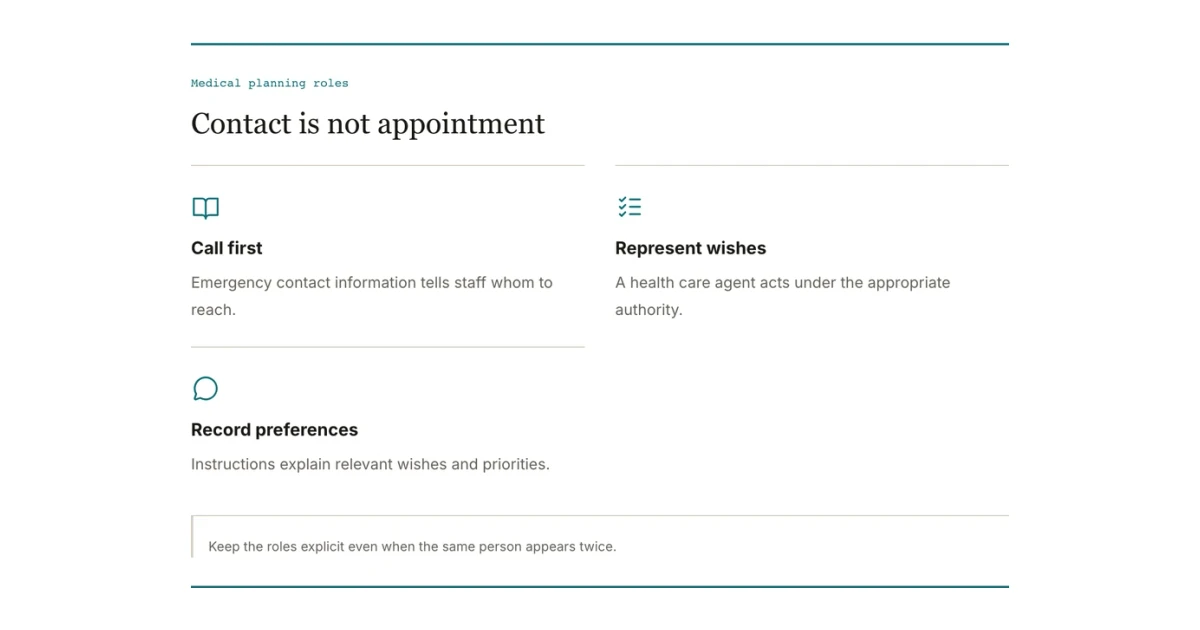 Medical planning roles
Contact is not appointment
Call first
Emergency contact information tells staff whom to
reach.
Represent wishes
A health care agent acts under the appropriate
authority.
Record preferences
Instructions explain relevant wishes and priorities.
Keep the roles explicit even when the same person appears twice.